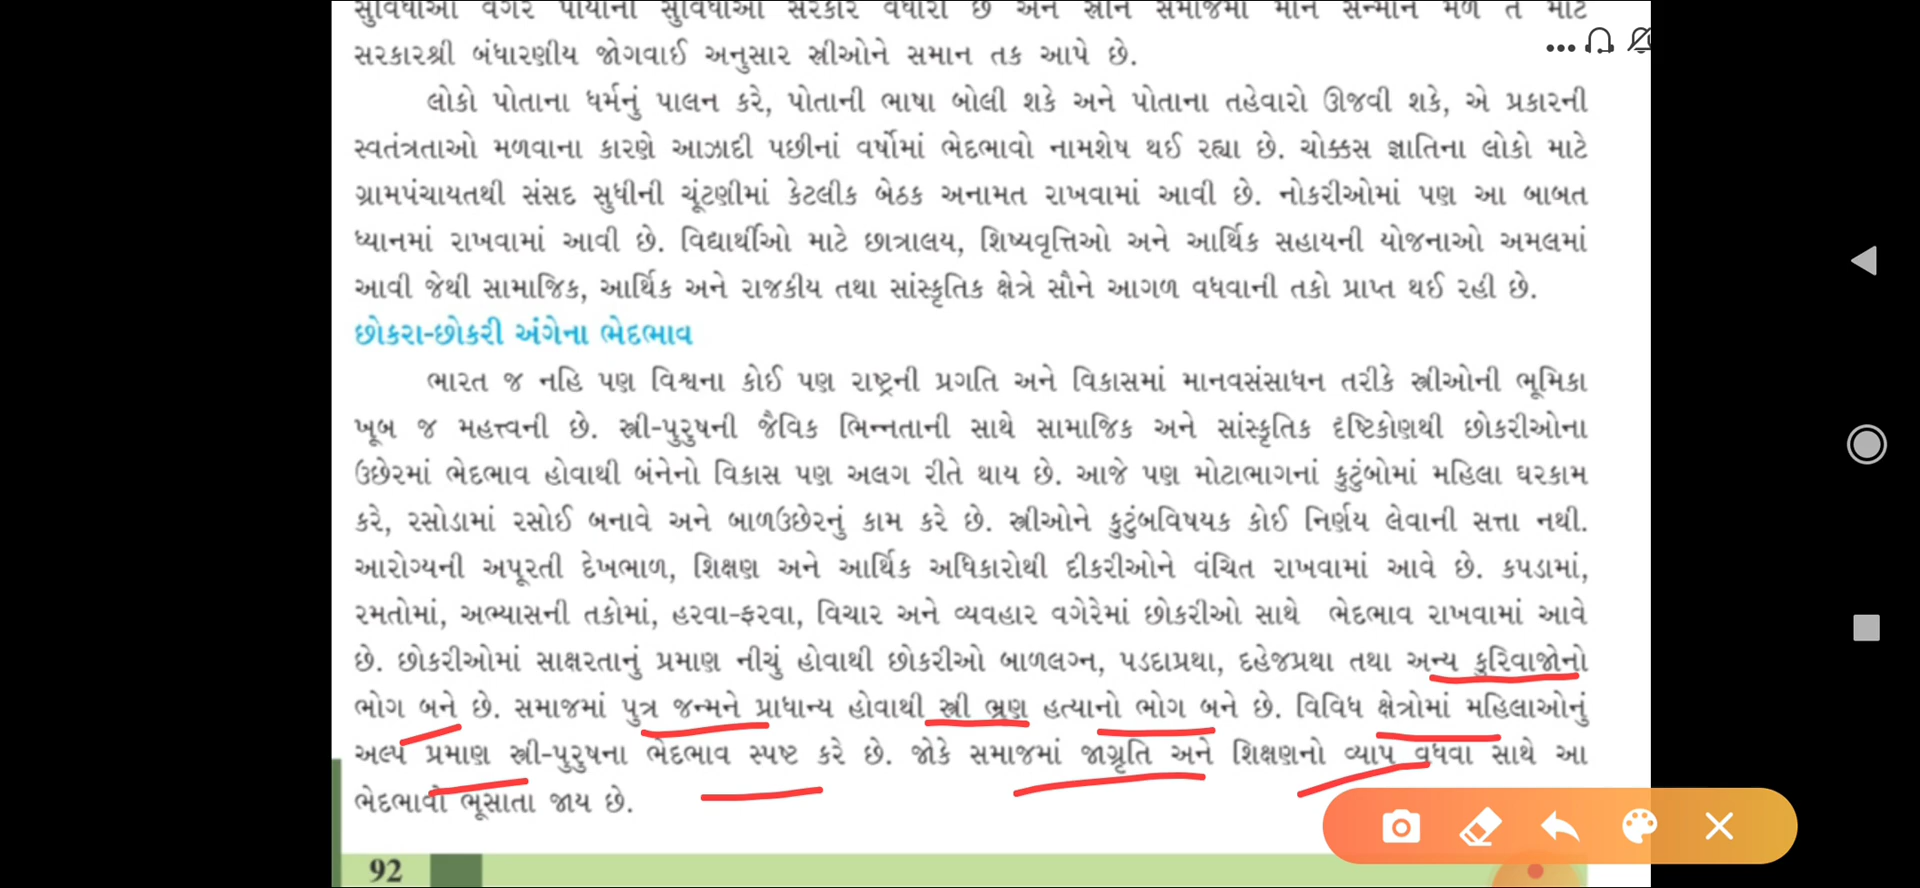 સુવિધાઓ વગેરે પાયાની સુવિધાઓ સરકાર વધારી છે અને સ્ત્રીને સમાજમાં માન સન્માન મળે તે માટે
સરકારશ્રી બંધારણીય જોગવાઈ અનુસાર સ્ત્રીઓને સમાન તક આપે છે.
લોકો પોતાના ધર્મનું પાલન કરે, પોતાની ભાષા બોલી શકે અને પોતાના તહેવારો ઊજવી શકે, એ પ્રકારની
સ્વતંત્રતાઓ મળવાના કારણે આઝાદી પછીનાં વર્ષોમાં ભેદભાવો નામશેષ થઈ રહ્યા છે. ચોક્કસ જ્ઞાતિના લોકો માટે
ગ્રામપંચાયતથી સંસદ સુધીની ચૂંટણીમાં કેટલીક બેઠક અનામત રાખવામાં આવી છે. નોકરીઓમાં પણ આ બાબત
ધ્યાનમાં રાખવામાં આવી છે. વિદ્યાર્થીઓ માટે છાત્રાલય, શિષ્યવૃત્તિઓ અને આર્થિક સહાયની યોજનાઓ અમલમાં
આવી જેથી સામાજિક, આર્થિક અને રાજકીય તથા સાંસ્કૃતિક ક્ષેત્રે સૌને આગળ વધવાની તકો પ્રાપ્ત થઈ રહી છે.
છોકરા-છોકરી અંગેના ભેદભાવ
ભારત જ નહિ પણ વિશ્વના કોઈ પણ રાષ્ટ્રની પ્રગતિ અને વિકાસમાં માનવસંસાધન તરીકે સ્ત્રીઓની ભૂમિકા
ખૂબ જ મહત્ત્વની છે. સ્ત્રી-પુરુષની જૈવિક ભિન્નતાની સાથે સામાજિક અને સાંસ્કૃતિક દૃષ્ટિકોણથી છોકરીઓના
ઉછેરમાં ભેદભાવ હોવાથી બંનેનો વિકાસ પણ અલગ રીતે થાય છે. આજે પણ મોટાભાગનાં કુટુંબોમાં મહિલા ઘરકામ
કરે, રસોડામાં રસોઈ બનાવે અને બાળઉછેરનું કામ કરે છે. સ્ત્રીઓને કુટુંબવિષયક કોઈ નિર્ણય લેવાની સત્તા નથી.
આરોગ્યની અપૂરતી દેખભાળ, શિક્ષણ અને આર્થિક અધિકારોથી દીકરીઓને વંચિત રાખવામાં આવે છે. કપડામાં,
રમતોમાં, અભ્યાસની તકોમાં, હરવા-ફરવા, વિચાર અને વ્યવહાર વગેરેમાં છોકરીઓ સાથે ભેદભાવ રાખવામાં આવે
છે. છોકરીઓમાં સાક્ષરતાનું પ્રમાણ નીચું હોવાથી છોકરીઓ બાળલગ્ન, પડદાપ્રથા, દહેજપ્રથા તથા અન્ય કુરિવાજોનો
ભોગ બને છે. સમાજમાં પુત્ર જન્મને પ્રાધાન્ય હોવાથી સ્ત્રી ભ્રૂણ હત્યાનો ભોગ બને છે. વિવિધ ક્ષેત્રોમાં મહિલાઓનું
અલ્પ પ્રમાણ સ્ત્રી-પુરુષના ભેદભાવ સ્પષ્ટ કરે છે. જોકે સમાજમાં જાગૃતિ અને શિક્ષણનો વ્યાપ વધવા સાથે આ
ભેદભાવો ભૂસાતા જાય છે.
92